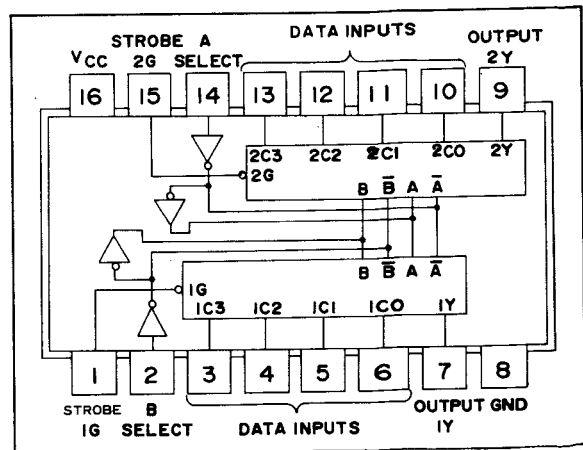 STROBE A DATA INPUTS OUTPUT
VCC 2G SELECT 2Y
16 15 14 13 12 11 10 9
2C3 2C2 2C1 2C0 2Y
2G
B B̅ A A̅
B B̅ A A̅
1G
1C3 1C2 1C1 1C0 1Y
1 2 3 4 5 6 7 8
STROBE B OUTPUT GND
1G SELECT DATA INPUTS 1Y